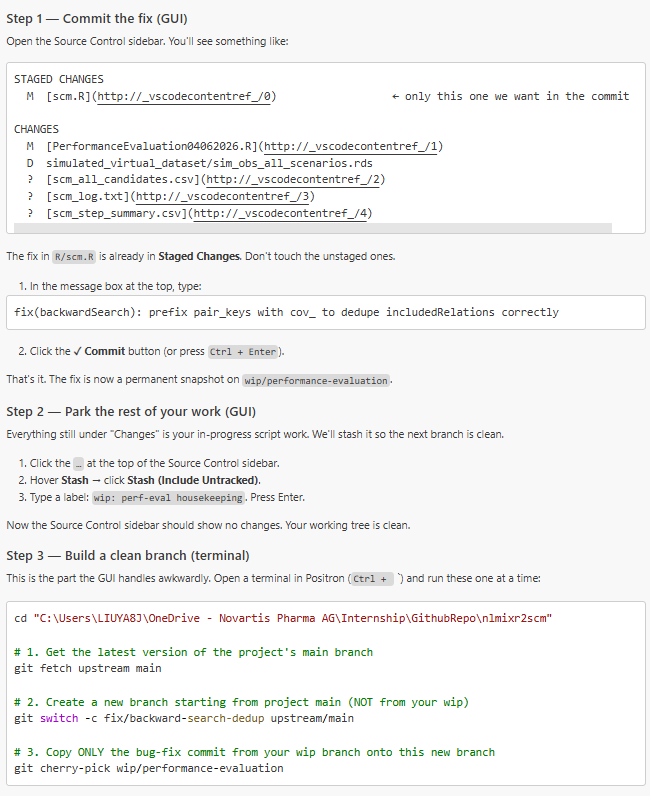 Step 1 — Commit the fix (GUI)
Open the Source Control sidebar. You'll see something like:
STAGED CHANGES
M [scm.R](http://_vscodecontentref_/0) ← only this one we want in the commit
CHANGES
M [PerformanceEvaluation04062026.R](http://_vscodecontentref_/1)
D simulated_virtual_dataset/sim_obs_all_scenarios.rds
? [scm_all_candidates.csv](http://_vscodecontentref_/2)
? [scm_log.txt](http://_vscodecontentref_/3)
? [scm_step_summary.csv](http://_vscodecontentref_/4)
The fix in R/scm.R is already in Staged Changes. Don't touch the unstaged ones.
1. In the message box at the top, type:
fix(backwardSearch): prefix pair_keys with cov_ to dedupe includedRelations correctly
2. Click the ✓ Commit button (or press Ctrl + Enter).
That's it. The fix is now a permanent snapshot on wip/performance-evaluation.
Step 2 — Park the rest of your work (GUI)
Everything still under "Changes" is your in-progress script work. We'll stash it so the next branch is clean.
1. Click the … at the top of the Source Control sidebar.
2. Hover Stash → click Stash (Include Untracked).
3. Type a label: wip: perf-eval housekeeping. Press Enter.
Now the Source Control sidebar should show no changes. Your working tree is clean.
Step 3 — Build a clean branch (terminal)
This is the part the GUI handles awkwardly. Open a terminal in Positron (Ctrl + `) and run these one at a time:
cd "C:\Users\LIUYA8J\OneDrive - Novartis Pharma AG\Internship\GithubRepo\nlmixr2scm"
# 1. Get the latest version of the project's main branch
git fetch upstream main
# 2. Create a new branch starting from project main (NOT from your wip)
git switch -c fix/backward-search-dedup upstream/main
# 3. Copy ONLY the bug-fix commit from your wip branch onto this new branch
git cherry-pick wip/performance-evaluation